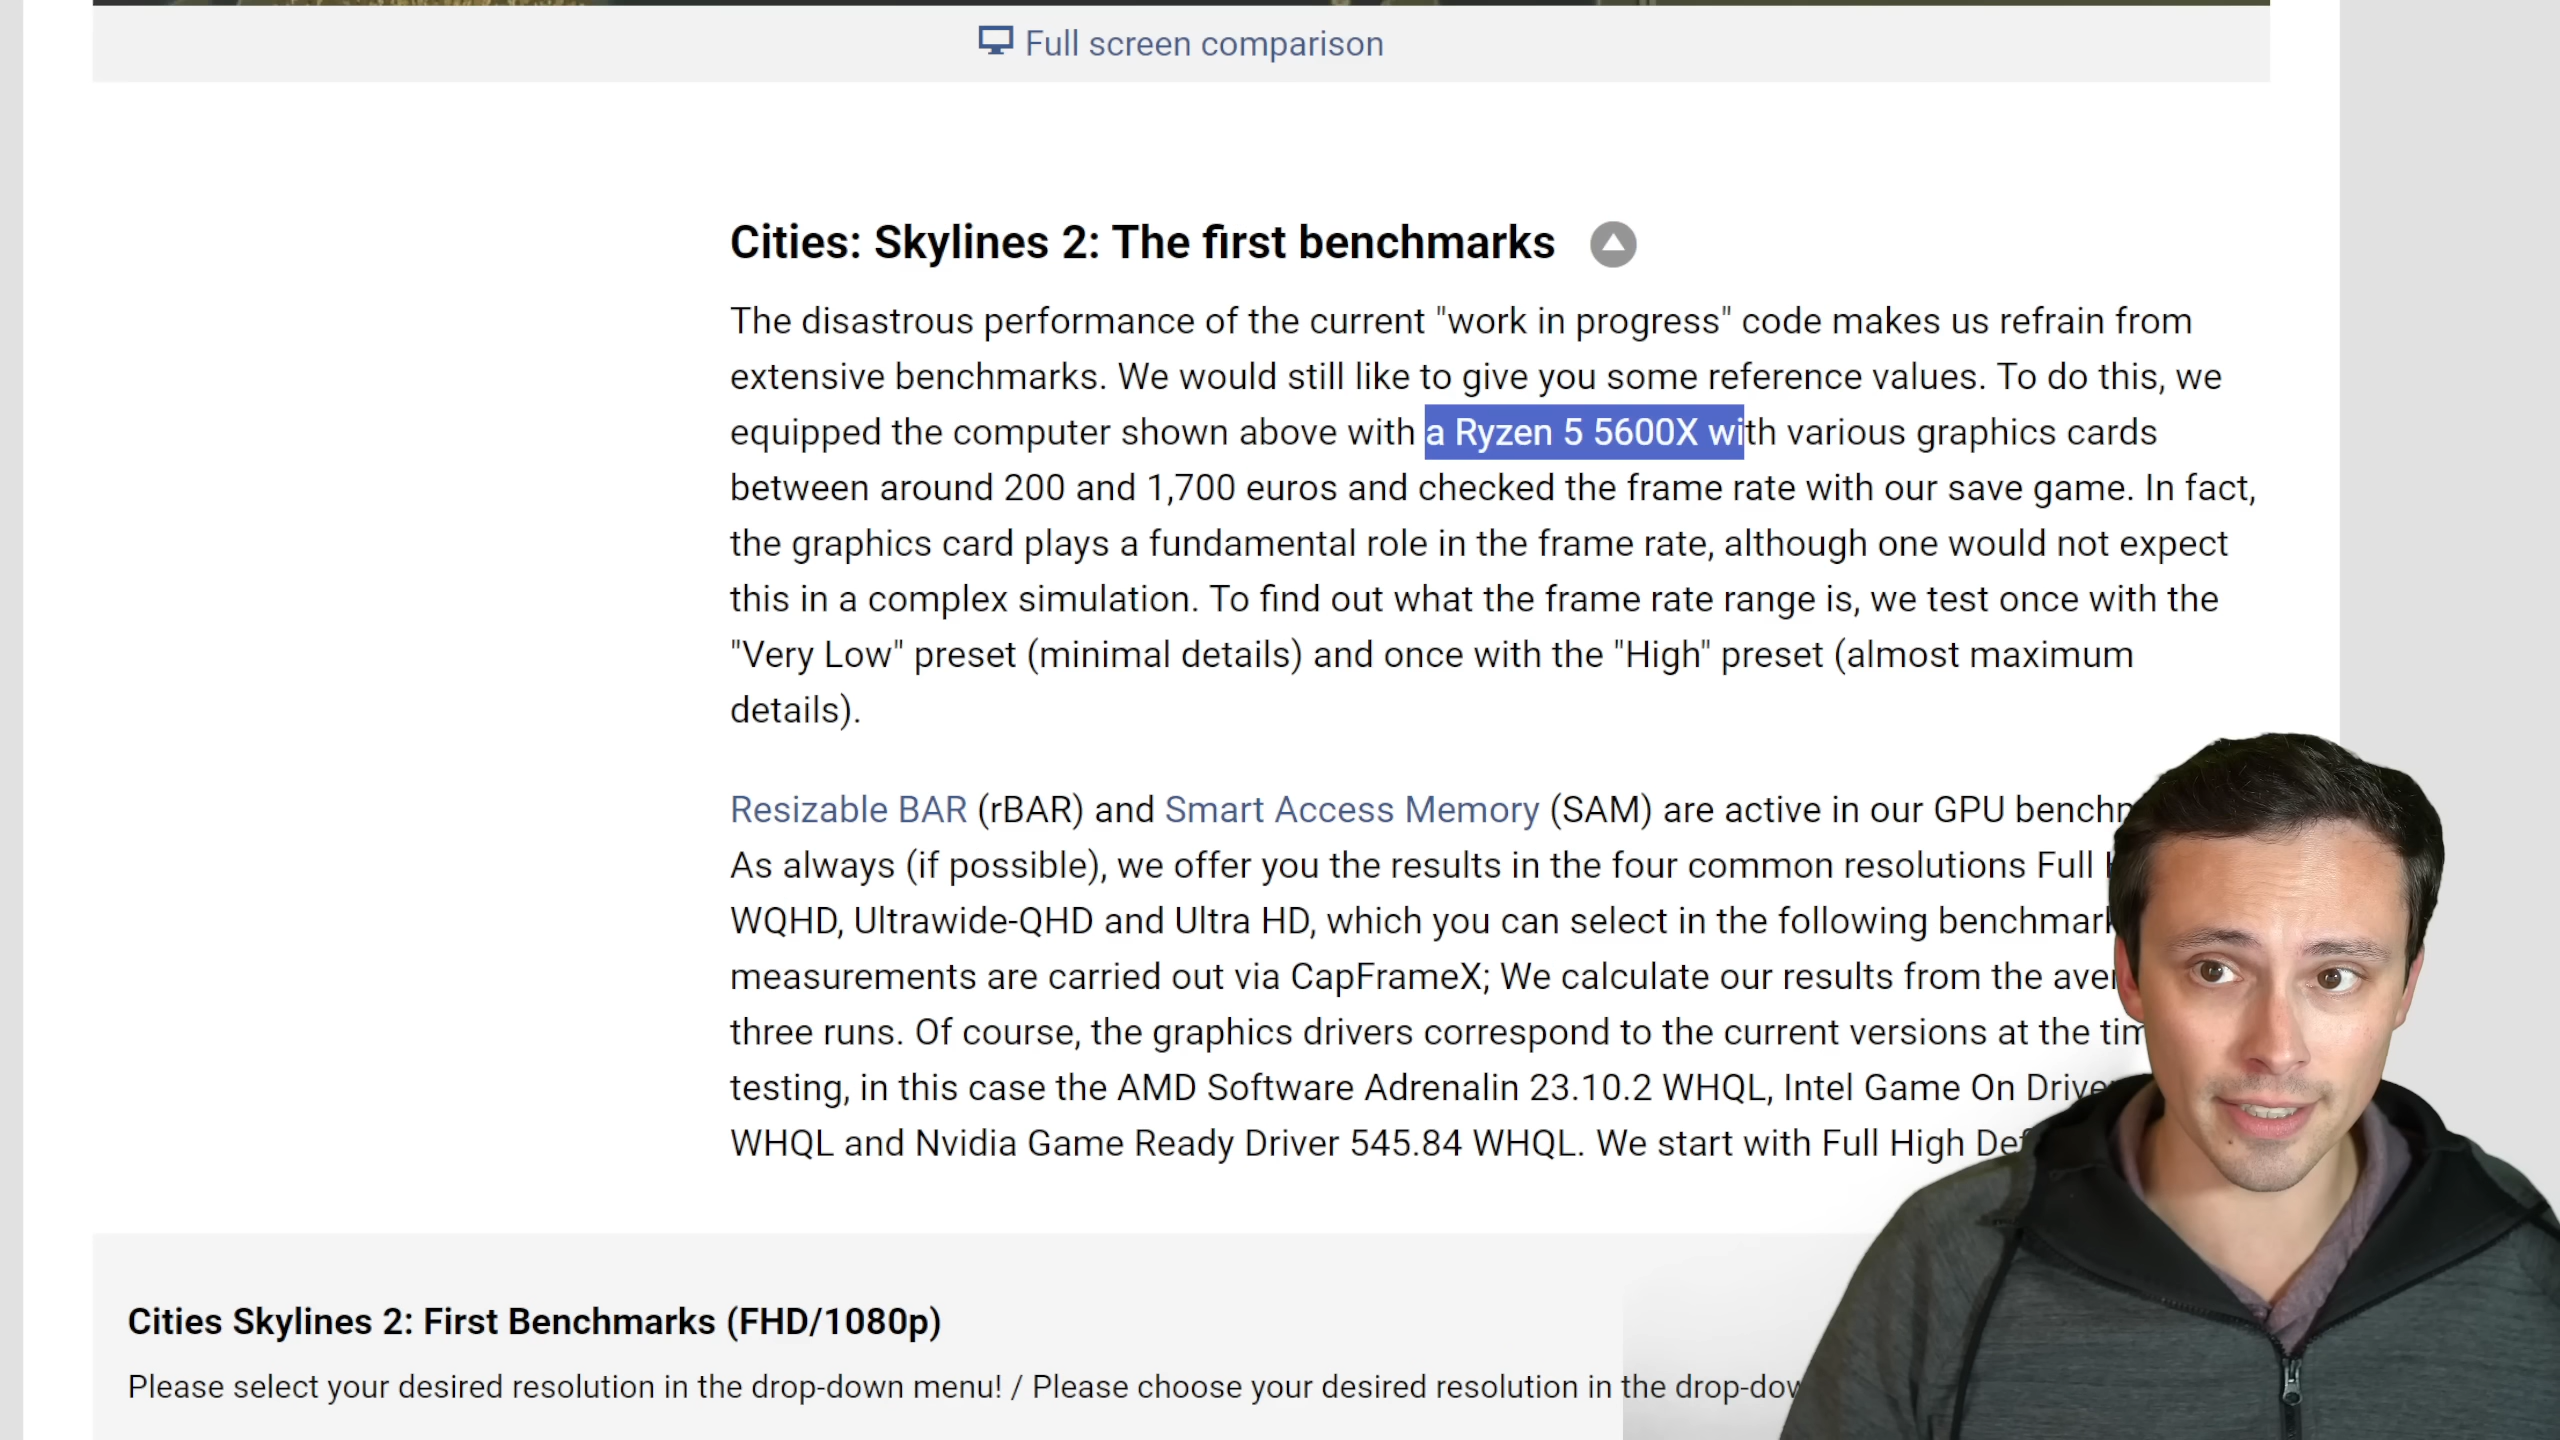 Full screen comparison
Cities: Skylines 2: The first benchmarks
The disastrous performance of the current "work in progress" code makes us refrain from
extensive benchmarks. We would still like to give you some reference values. To do this, we
equipped the computer shown above with a Ryzen 5 5600X with various graphics cards
between around 200 and 1,700 euros and checked the frame rate with our save game. In fact,
the graphics card plays a fundamental role in the frame rate, although one would not expect
this in a complex simulation. To find out what the frame rate range is, we test once with the
"Very Low" preset (minimal details) and once with the "High" preset (almost maximum
details).
Resizable BAR (rBAR) and Smart Access Memory (SAM) are active in our GPU
As always (if possible), we offer you the results in the four common resolutions Full
WQHD, Ultrawide-QHD and Ultra HD, which you can select in the following
measurements are carried out via CapFrameX; We calculate our results from the
three runs. Of course, the graphics drivers correspond to the current versions at the
testing, in this case the AMD Software Adrenalin 23.10.2 WHQL, Intel Game On
WHQL and Nvidia Game Ready Driver 545.84 WHQL. We start with Full High
Cities Skylines 2: First Benchmarks (FHD/1080p)
Please select your desired resolution in the drop-down menu! / Please choose your desired resolution in the